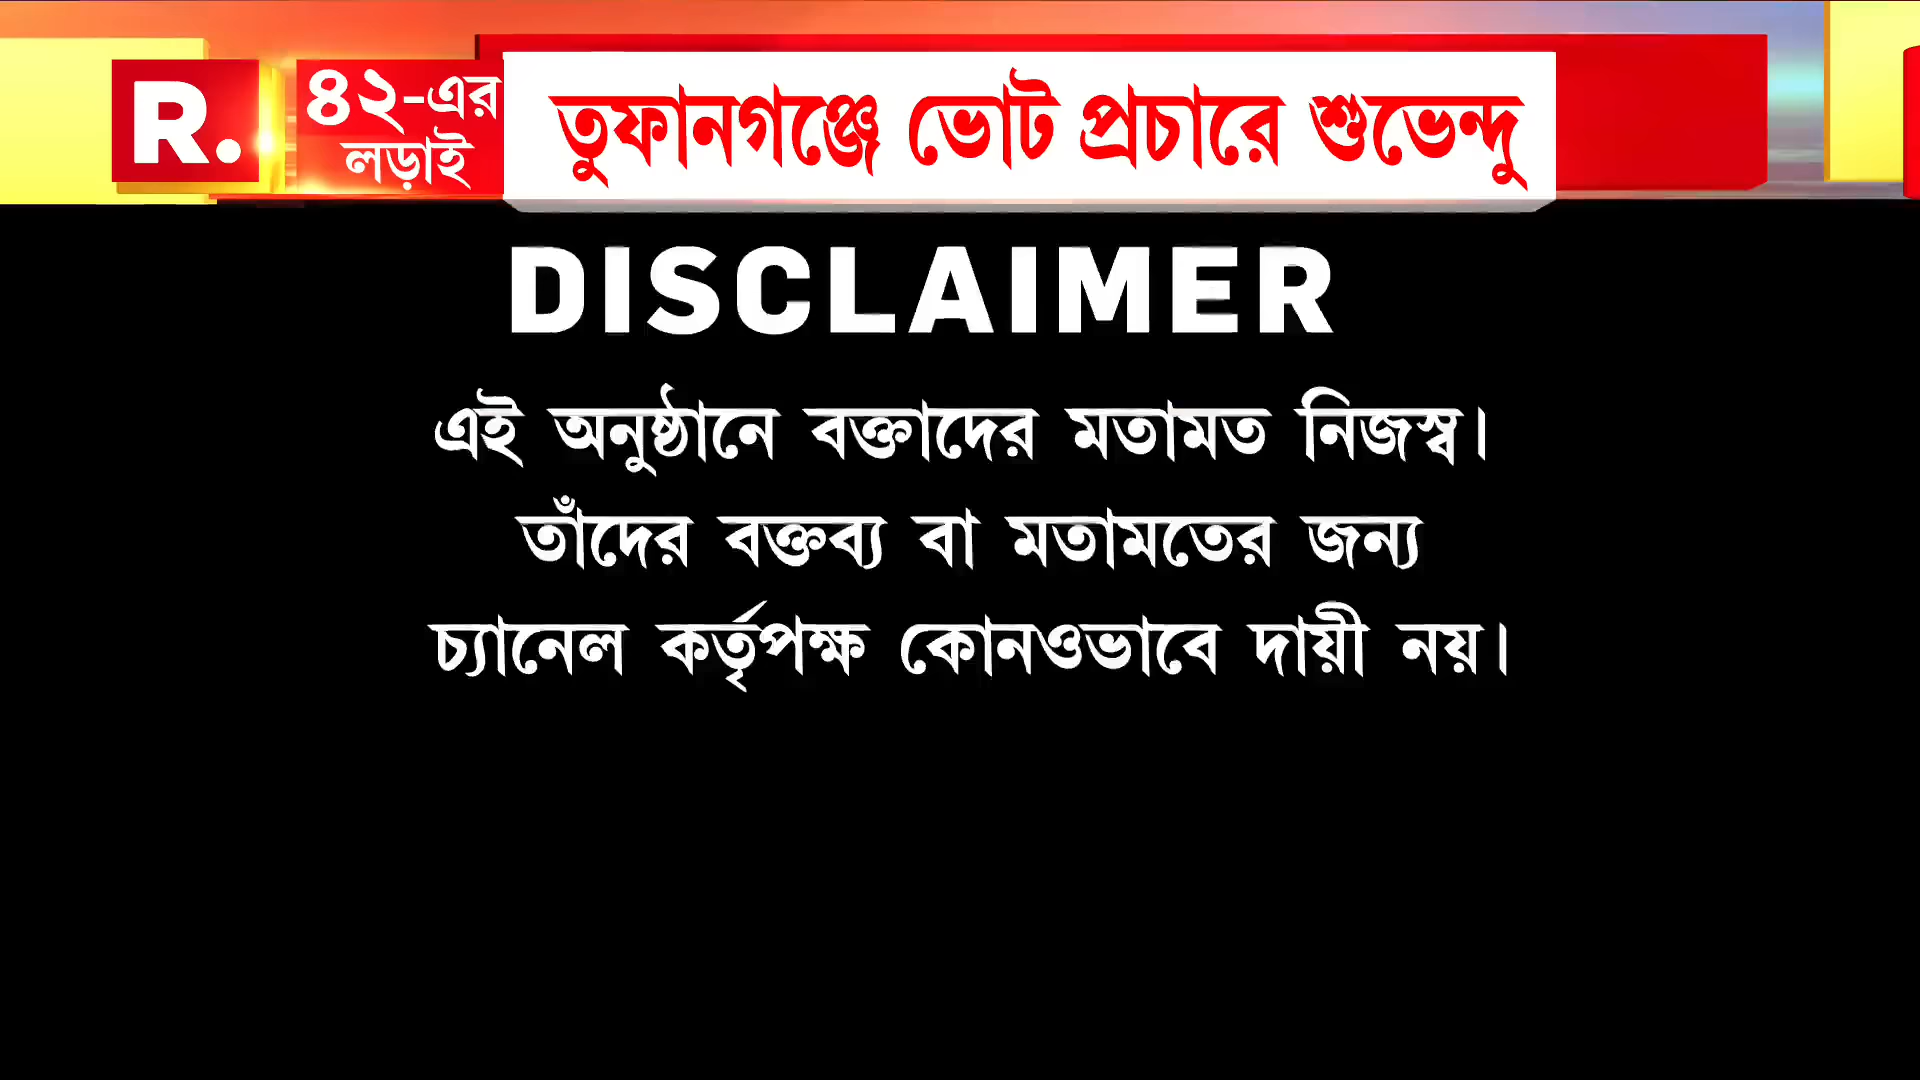 R.
৪২-এর
লড়াই
তুফানগঞ্জে ভোট প্রচারে শুভেন্দু
DISCLAIMER
এই অনুষ্ঠানে বক্তাদের মতামত নিজস্ব।
তাঁদের বক্তব্য বা মতামতের জন্য
চ্যানেল কর্তৃপক্ষ কোনওভাবে দায়ী নয়।